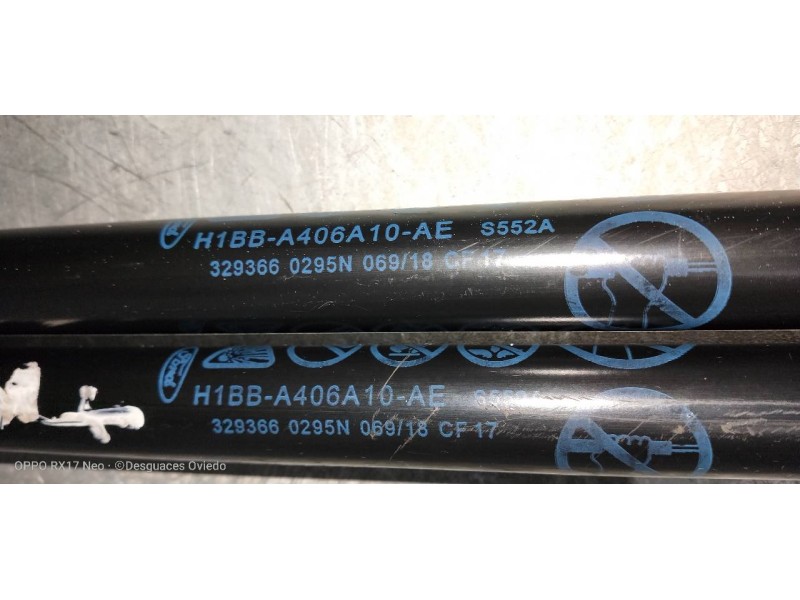 H1BB-A406A10-AE S552A
329366 0295N 069/18 CF 17
Ford
H1BB-A406A10-AE
329366 0295N 069/18 CF 17
OPPO RX17 Neo · ©Desguaces Oviedo